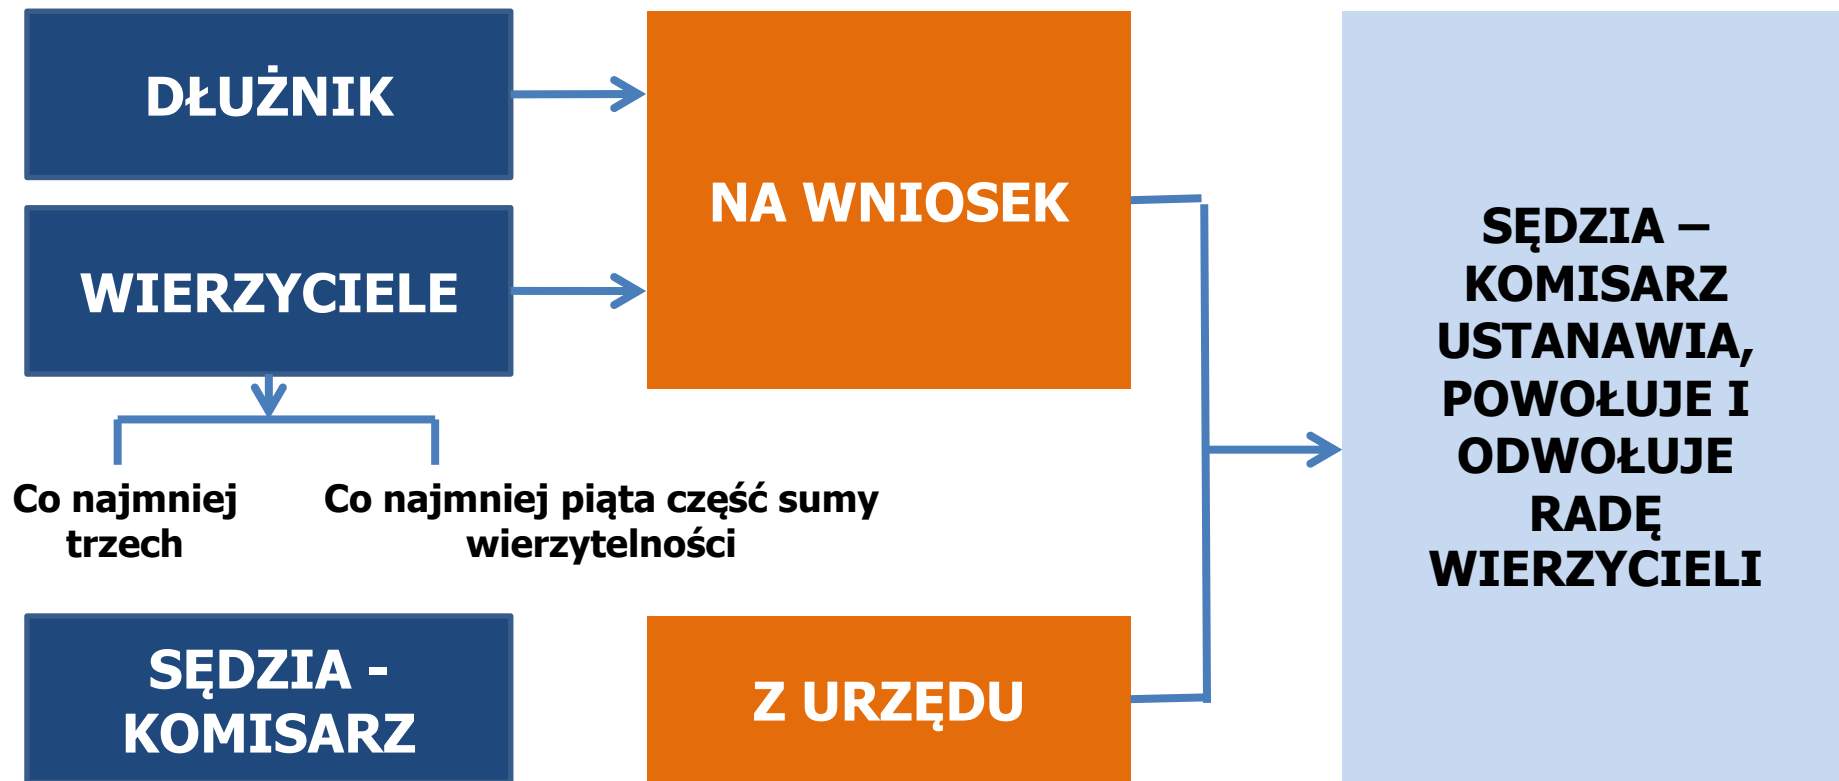 DŁUŻNIK
WIERZYCIELE
Co najmniej
trzech
Co najmniej piąta część sumy
wierzytelności
SĘDZIA -
KOMISARZ
NA WNIOSEK
Z URZĘDU
SĘDZIA –
KOMISARZ
USTANAWIA,
POWOŁUJE I
ODWOŁUJE
RADĘ
WIERZYCIELI